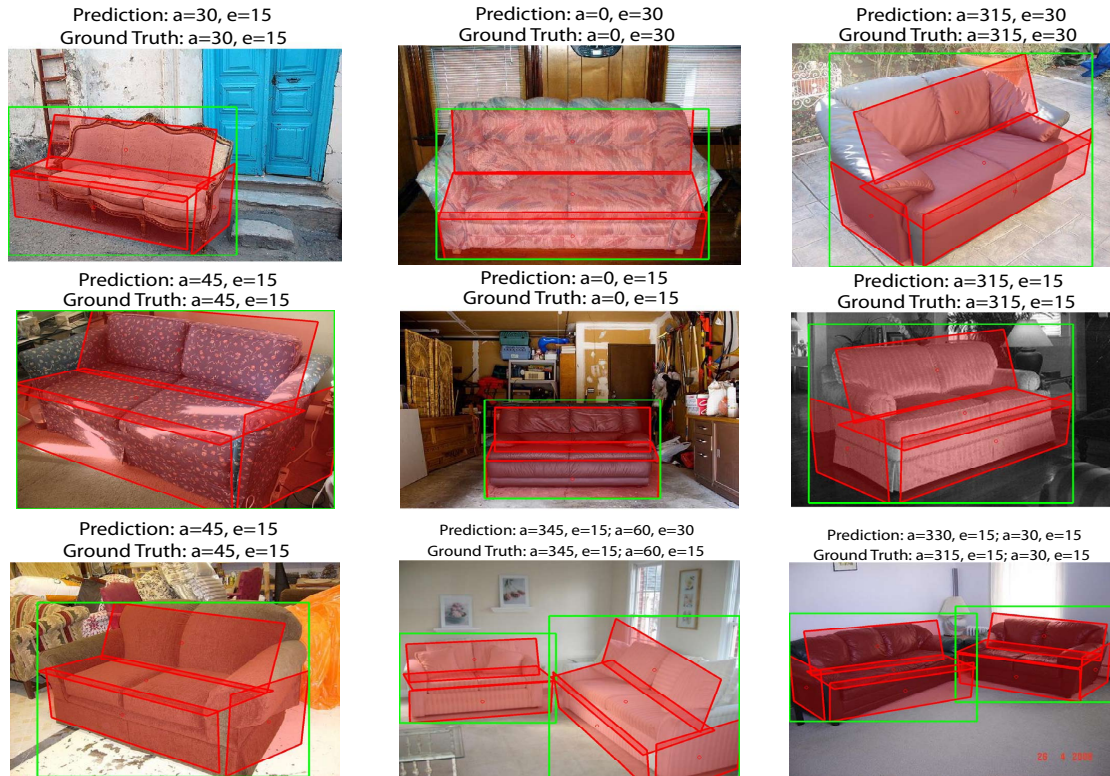 Prediction: a=30, e=15
Ground Truth: a=30, e=15
Prediction: a=0, e=30
Ground Truth: a=0, e=30
Prediction: a=315, e=30
Ground Truth: a=315, e=30
Prediction: a=45, e=15
Ground Truth: a=45, e=15
Prediction: a=0, e=15
Ground Truth: a=0, e=15
Prediction: a=315, e=15
Ground Truth: a=315, e=15
Prediction: a=45, e=15
Ground Truth: a=45, e=15
Prediction: a=345, e=15; a=60, e=30
Ground Truth: a=345, e=15; a=60, e=15
Prediction: a=330, e=15; a=30, e=15
Ground Truth: a=315, e=15; a=30, e=15